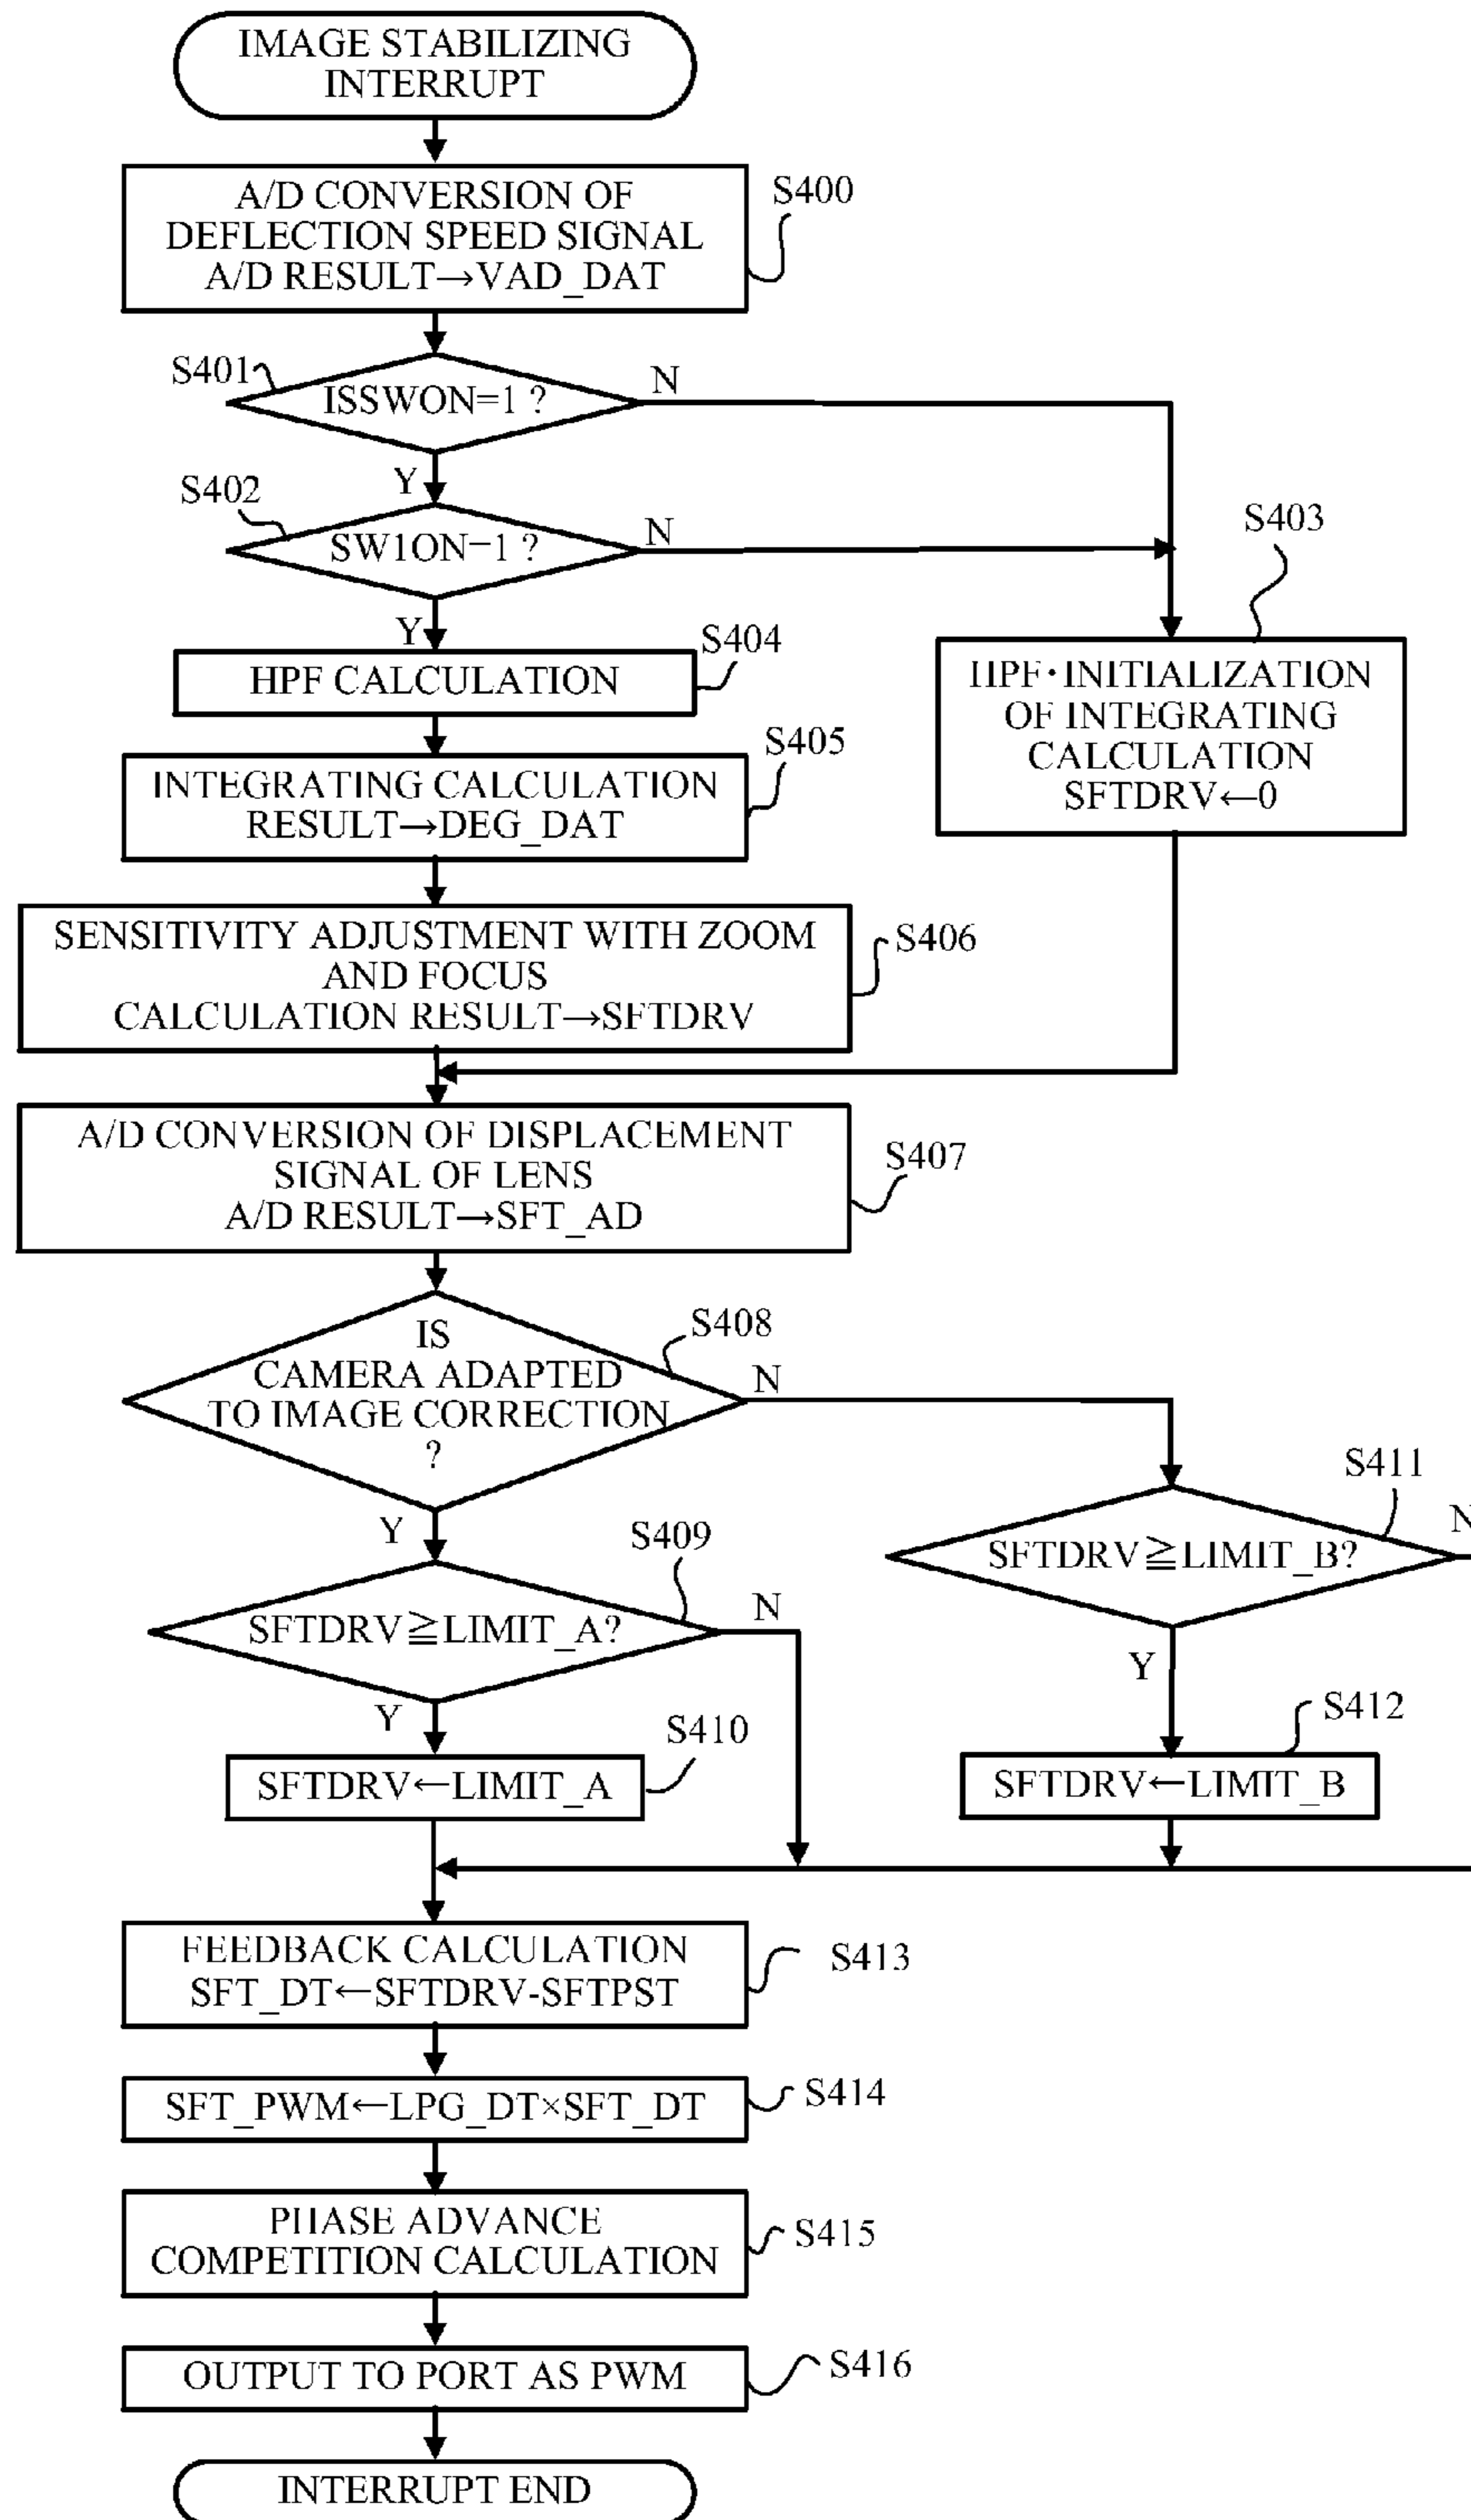 IMAGE STABILIZING
INTERRUPT
A/D CONVERSION OF
DEFLECTION SPEED SIGNAL
A/D RESULT→VAD_DAT
S400
S401
ISSWON=1 ?
N
Y
S402
SW1ON=1 ?
N
Y
S403
HPF・INITIALIZATION
OF INTEGRATING
CALCULATION
SFTDRV←0
S404
HPF CALCULATION
S405
INTEGRATING CALCULATION
RESULT→DEG_DAT
SENSITIVITY ADJUSTMENT WITH ZOOM
AND FOCUS
CALCULATION RESULT→SFTDRV
S406
A/D CONVERSION OF DISPLACEMENT
SIGNAL OF LENS
A/D RESULT→SFT_AD
S407
IS
CAMERA ADAPTED
TO IMAGE CORRECTION
?
S408
N
Y
S409
SFTDRV≧LIMIT_A?
N
Y
S411
SFTDRV≧LIMIT_B?
N
Y
S410
SFTDRV←LIMIT_A
S412
SFTDRV←LIMIT_B
FEEDBACK CALCULATION
SFT_DT←SFTDRV-SFTPST
S413
SFT_PWM←LPG_DT×SFT_DT
S414
PHASE ADVANCE
COMPETITION CALCULATION
S415
OUTPUT TO PORT AS PWM
S416
INTERRUPT END